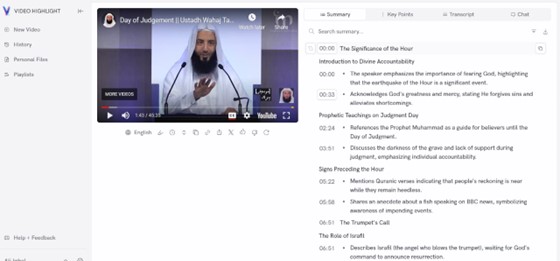 VIDEO HIGHLIGHT
New Video
History
Personal Files
Playlists
Help + Feedback
Day of Judgement || Ustadh Wahaj Ta...
Watch later
Share
MORE VIDEOS
1:40 / 40:35
YouTube
English
Summary
Key Points
Transcript
Chat
Search summary...
00:00 The Significance of the Hour
Introduction to Divine Accountability
00:00 • The speaker emphasizes the importance of fearing God, highlighting
that the earthquake of the Hour is a significant event.
00:33 • Acknowledges God's greatness and mercy, stating He forgives sins and
alleviates shortcomings.
Prophetic Teachings on Judgment Day
02:24 • References the Prophet Muhammad as a guide for believers until the
Day of Judgment.
03:51 • Discusses the darkness of the grave and lack of support during
judgment, emphasizing individual accountability.
Signs Preceding the Hour
05:22 • Mentions Quranic verses indicating that people's reckoning is near
while they remain heedless.
05:58 • Shares an anecdote about a fish speaking on BBC news, symbolizing
awareness of impending events.
06:51 The Trumpet's Call
The Role of Israfil
06:51 • Describes Israfil (the angel who blows the trumpet), waiting for God's
command to announce resurrection.